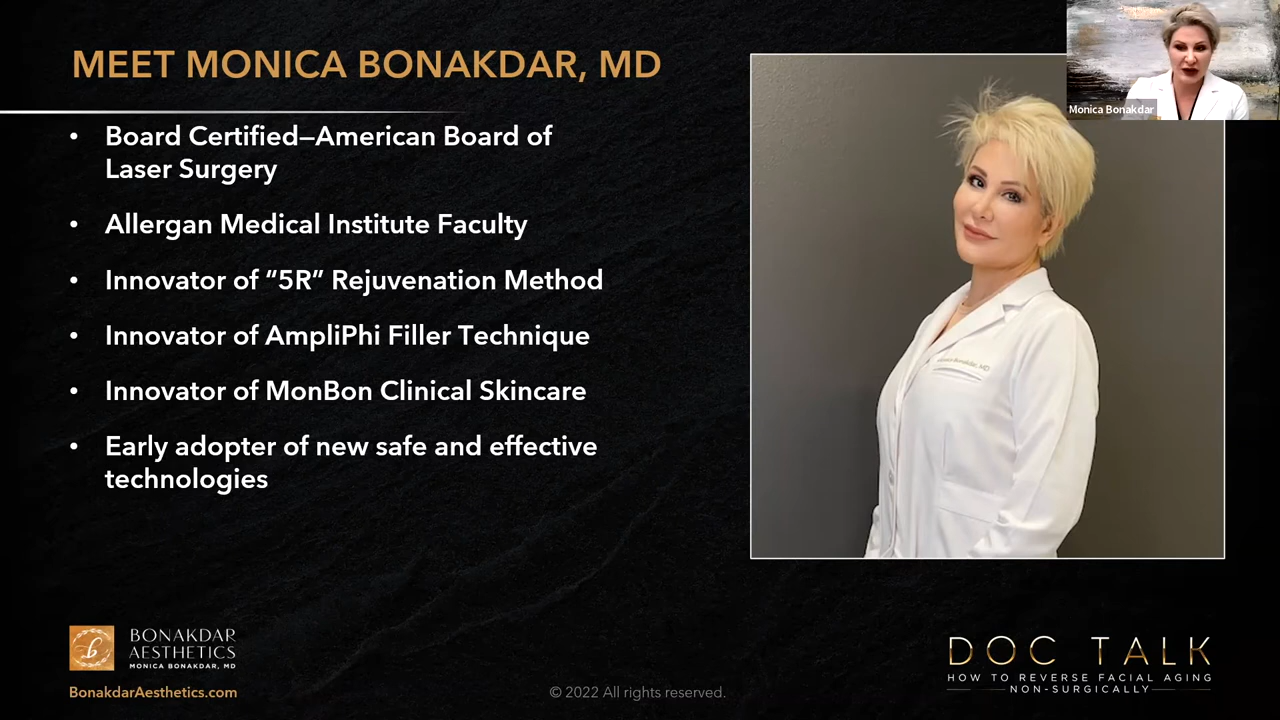 MEET MONICA BONAKDAR, MD
Monica Bonakdar
• Board Certified–American Board of
Laser Surgery
• Allergan Medical Institute Faculty
• Innovator of “5R” Rejuvenation Method
• Innovator of AmpliPhi Filler Technique
• Innovator of MonBon Clinical Skincare
• Early adopter of new safe and effective
technologies
Monica Bonakdar, MD
b
BONAKDAR
AESTHETICS
MONICA BONAKDAR, MD
BonakdarAesthetics.com
© 2022 All rights reserved.
DOC TALK
HOW TO REVERSE FACIAL AGING
NON-SURGICALLY